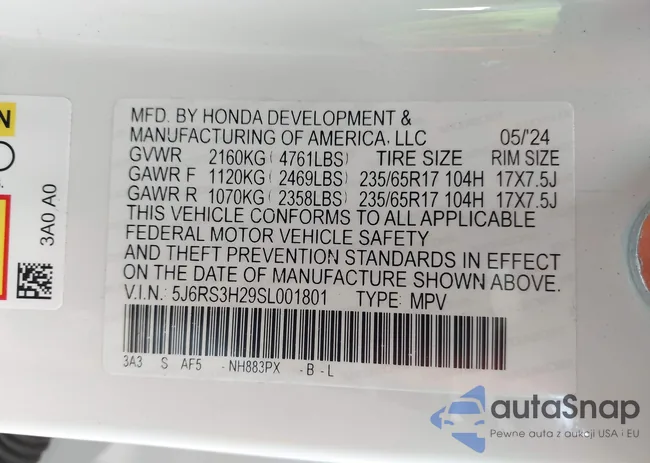 N
3A0 A0
MFD. BY HONDA DEVELOPMENT &
MANUFACTURING OF AMERICA, LLC 05/'24
GVWR 2160KG(4761LBS) TIRE SIZE RIM SIZE
GAWR F 1120KG(2469LBS) 235/65R17 104H 17X7.5J
GAWR R 1070KG(2358LBS) 235/65R17 104H 17X7.5J
THIS VEHICLE CONFORMS TO ALL APPLICABLE
FEDERAL MOTOR VEHICLE SAFETY
AND THEFT PREVENTION STANDARDS IN EFFECT
ON THE DATE OF MANUFACTURE SHOWN ABOVE.
V.I.N.: 5J6RS3H29SL001801 TYPE: MPV
3A3 S AF5 -NH883PX -B-L
autoSnap
Pewne auta z aukcji USA i EU